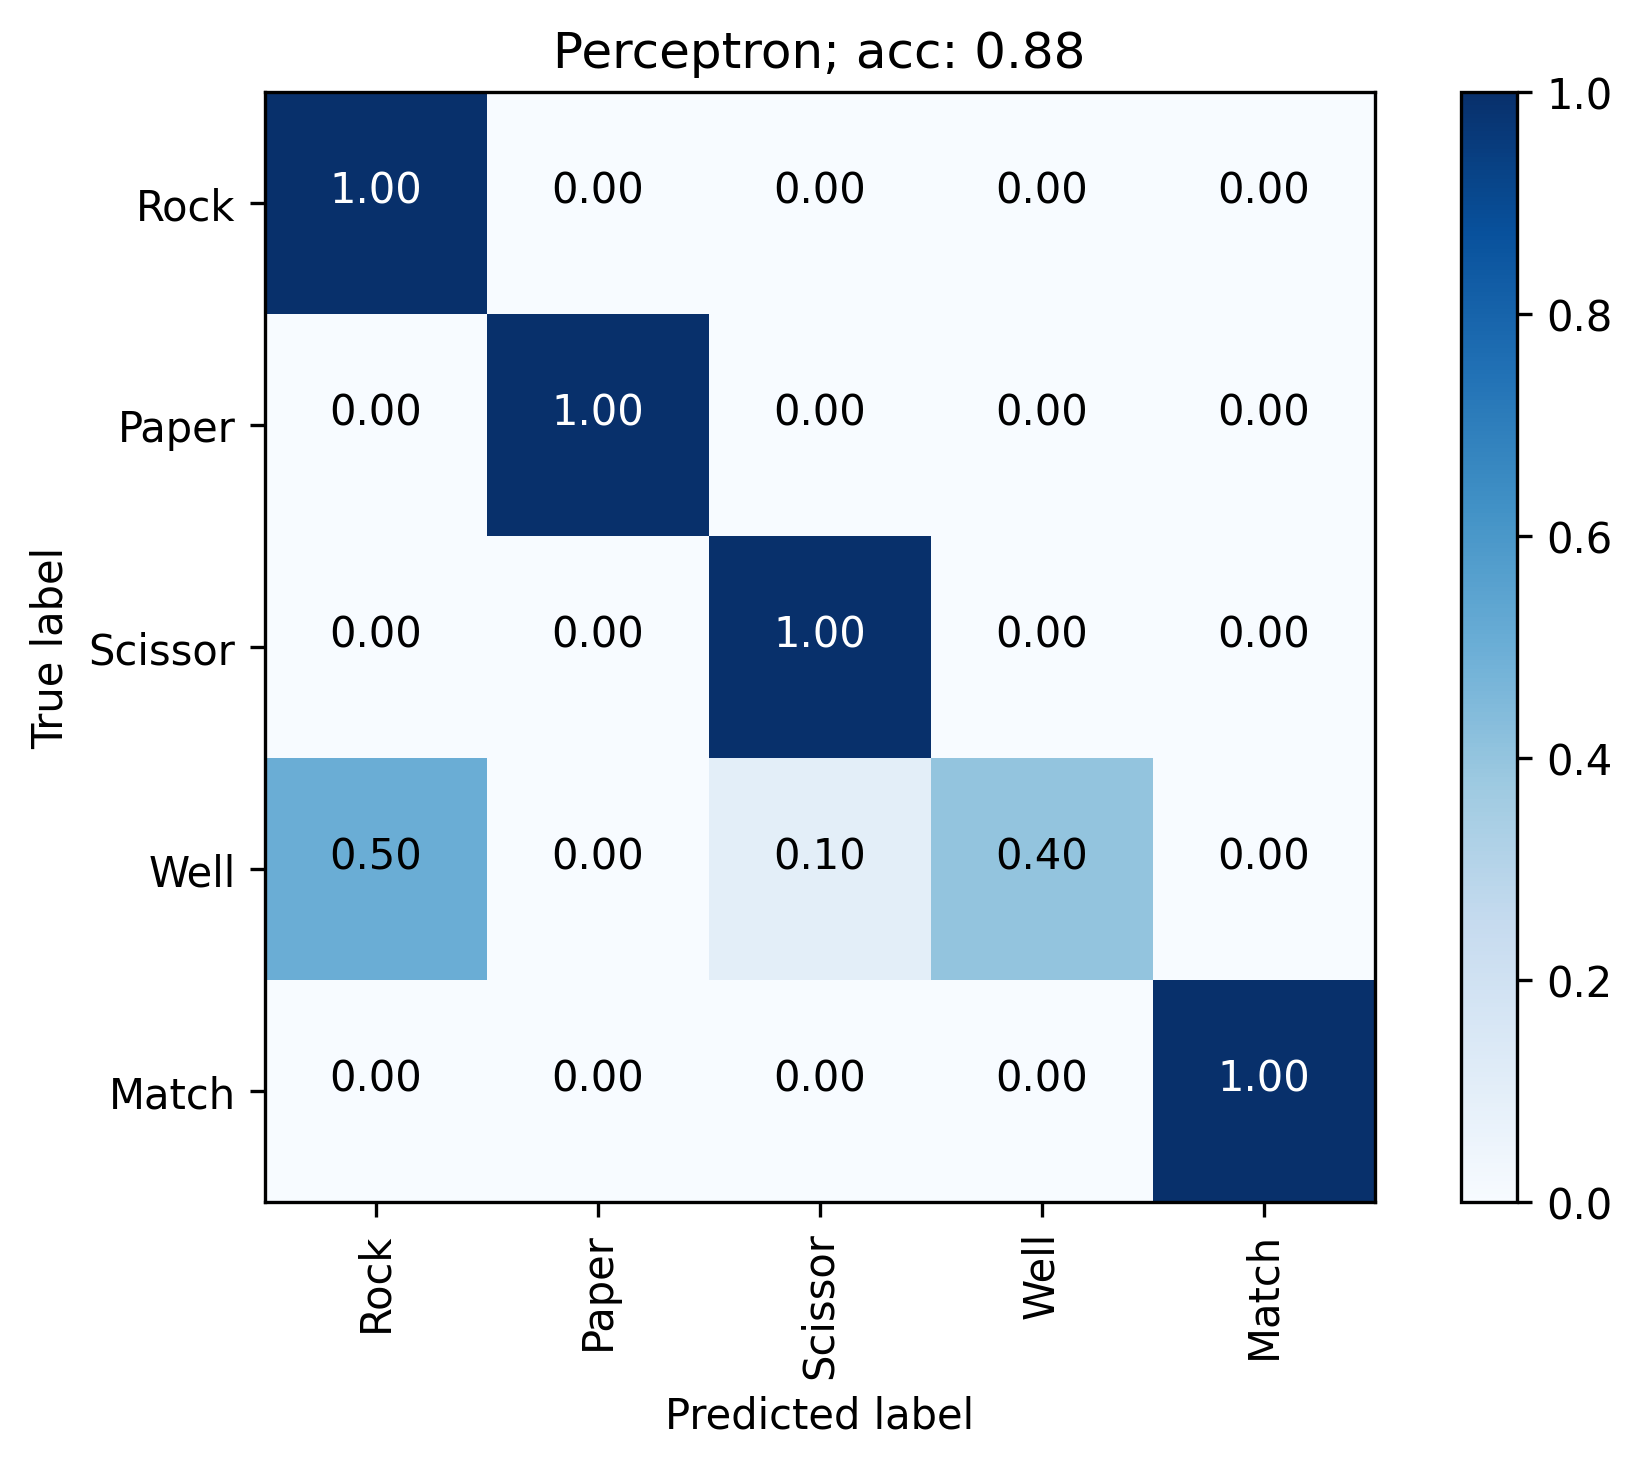 Perceptron; acc: 0.88
True label
Rock 1.00 0.00 0.00 0.00 0.00
Paper 0.00 1.00 0.00 0.00 0.00
Scissor 0.00 0.00 1.00 0.00 0.00
Well 0.50 0.00 0.10 0.40 0.00
Match 0.00 0.00 0.00 0.00 1.00
Rock Paper Scissor Well Match
Predicted label
1.0
0.8
0.6
0.4
0.2
0.0